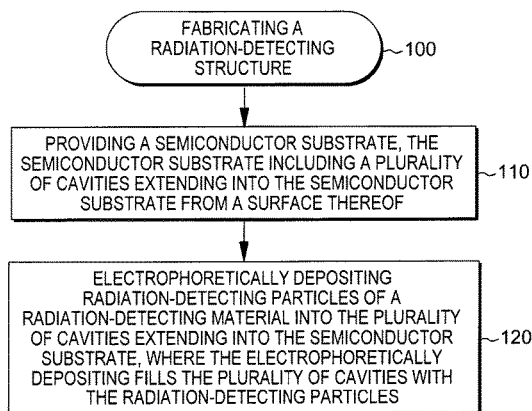 FABRICATING A
RADIATION-DETECTING
STRUCTURE
100
PROVIDING A SEMICONDUCTOR SUBSTRATE, THE
SEMICONDUCTOR SUBSTRATE INCLUDING A PLURALITY
OF CAVITIES EXTENDING INTO THE SEMICONDUCTOR
SUBSTRATE FROM A SURFACE THEREOF
110
ELECTROPHORETICALLY DEPOSITING
RADIATION-DETECTING PARTICLES OF A
RADIATION-DETECTING MATERIAL INTO THE PLURALITY
OF CAVITIES EXTENDING INTO THE SEMICONDUCTOR
SUBSTRATE, WHERE THE ELECTROPHORETICALLY
DEPOSITING FILLS THE PLURALITY OF CAVITIES WITH
THE RADIATION-DETECTING PARTICLES
120